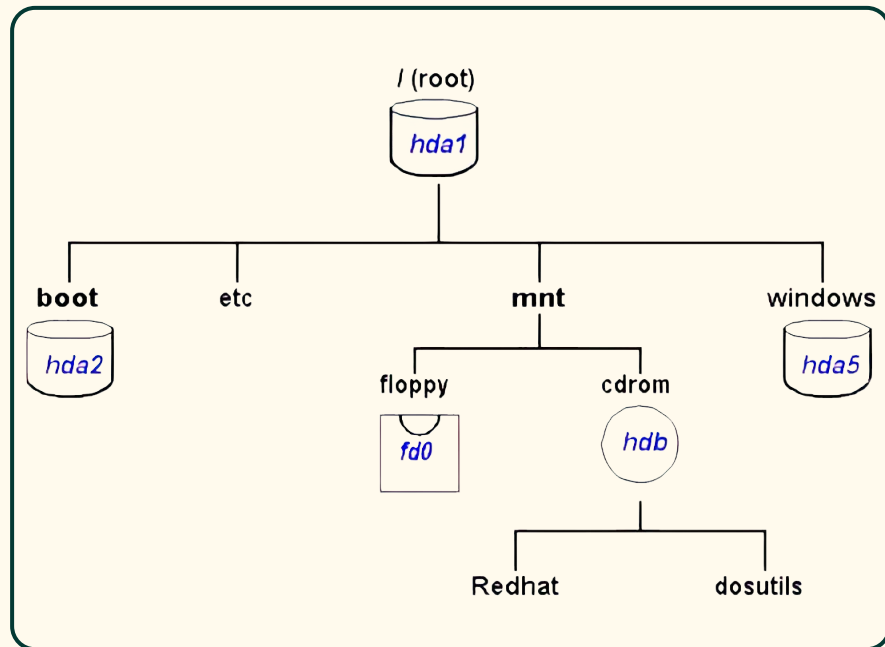 / (root)
hda1
boot
etc
mnt
windows
hda2
hda5
floppy
cdrom
fd0
hdb
Redhat
dosutils